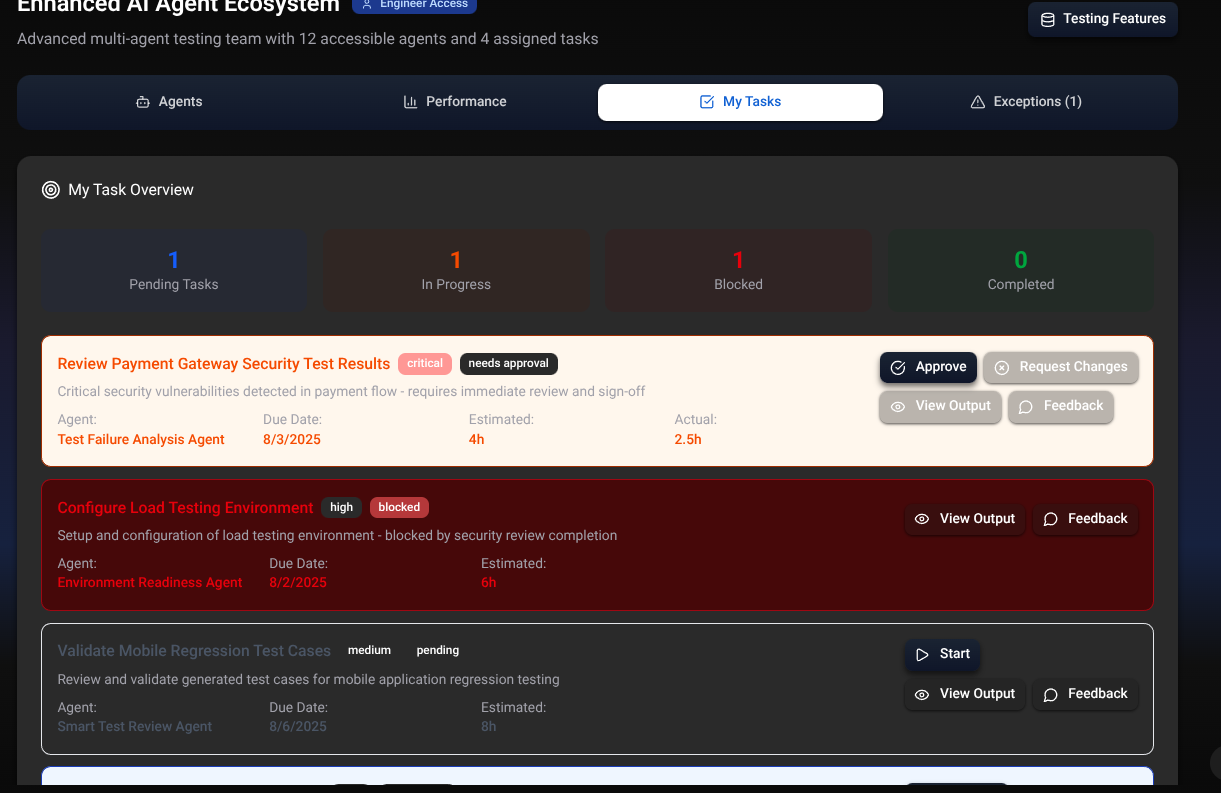 Enhanced AI Agent Ecosystem Engineer Access
Testing Features
Advanced multi-agent testing team with 12 accessible agents and 4 assigned tasks
Agents Performance My Tasks Exceptions (1)
My Task Overview
1 1 1 0
Pending Tasks In Progress Blocked Completed
Review Payment Gateway Security Test Results critical needs approval
Approve Request Changes
Critical security vulnerabilities detected in payment flow - requires immediate review and sign-off
View Output Feedback
Agent: Due Date: Estimated: Actual:
Test Failure Analysis Agent 8/3/2025 4h 2.5h
Configure Load Testing Environment high blocked
View Output Feedback
Setup and configuration of load testing environment - blocked by security review completion
Agent: Due Date: Estimated:
Environment Readiness Agent 8/2/2025 6h
Validate Mobile Regression Test Cases medium pending
Start
Review and validate generated test cases for mobile application regression testing
View Output Feedback
Agent: Due Date: Estimated:
Smart Test Review Agent 8/6/2025 8h